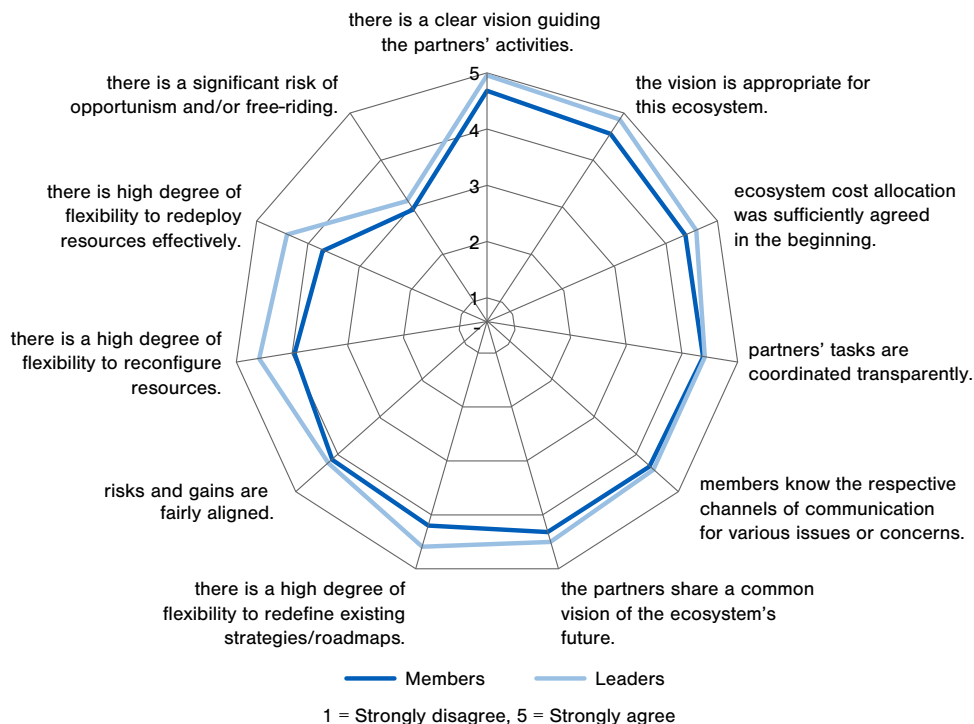 there is a clear vision guiding
the partners’ activities.
the vision is appropriate for
this ecosystem.
ecosystem cost allocation
was sufficiently agreed
in the beginning.
partners’ tasks are
coordinated transparently.
members know the respective
channels of communication
for various issues or concerns.
the partners share a common
vision of the ecosystem’s
future.
there is a high degree of
flexibility to redefine existing
strategies/roadmaps.
risks and gains are
fairly aligned.
there is a high degree of
flexibility to reconfigure
resources.
there is high degree of
flexibility to redeploy
resources effectively.
there is a significant risk of
opportunism and/or free-riding.
5
4
3
2
1
-
Members
Leaders
1 = Strongly disagree, 5 = Strongly agree